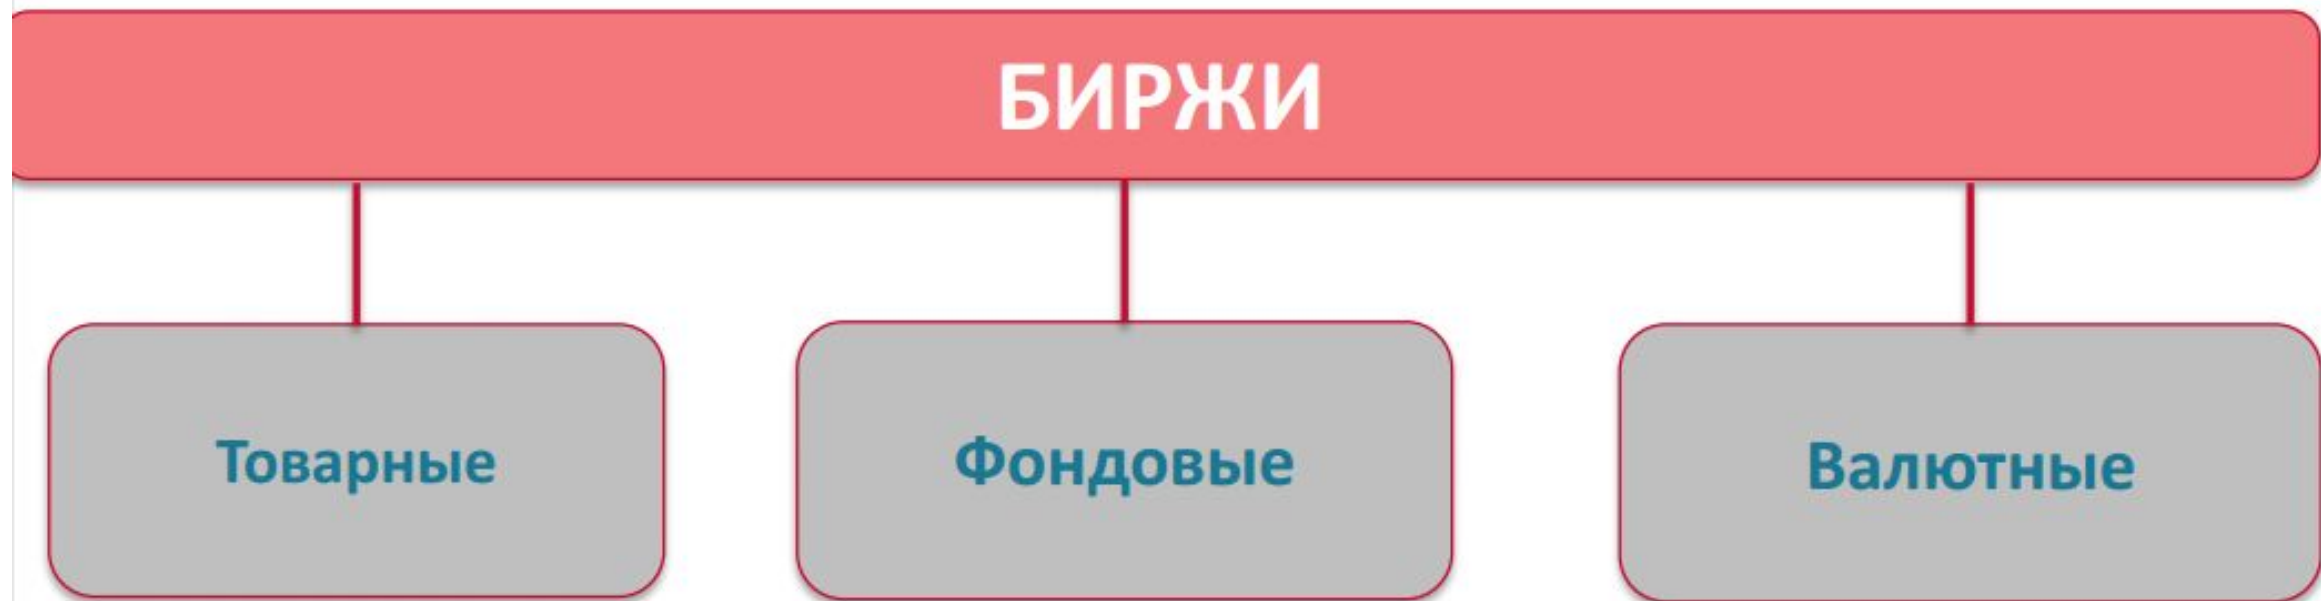 БИРЖИ
Товарные
Фондовые
Валютные